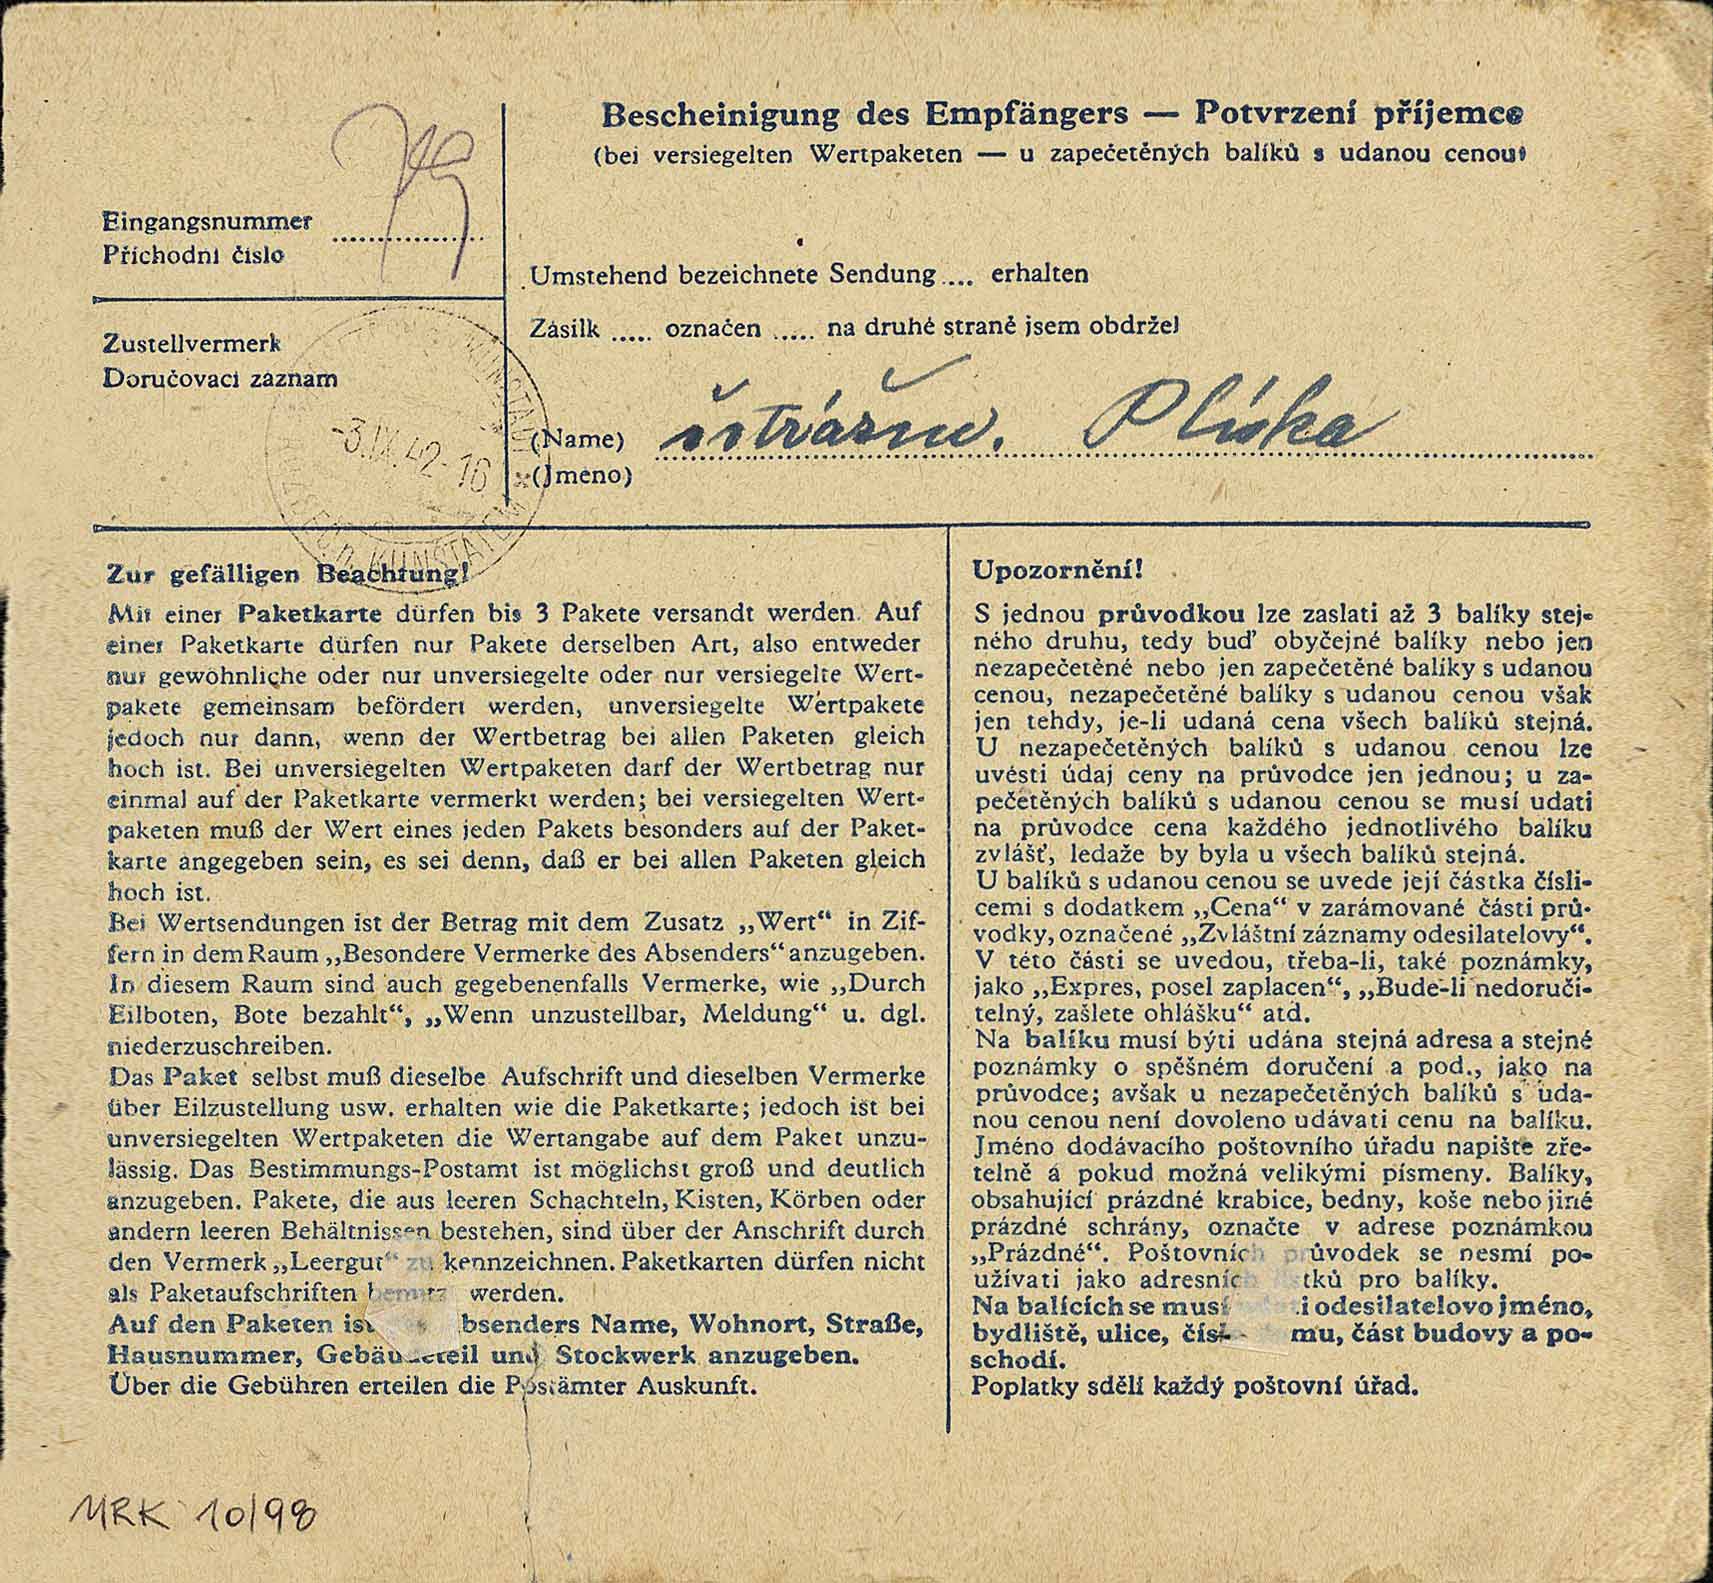 Bescheinigung des Empfängers — Potvrzení příjemce
(bei versiegelten Wertpaketen — u zapečetěných balíků s udanou cenou)
Eingangsnummer
Příchodní číslo
Umstehend bezeichnete Sendung .... erhalten
Zásilk ..... označen ..... na druhé straně jsem obdržel
Zustellvermerk
Doručovací záznam
-3.IX.42-16
KUNSTADT
(Name) Plíska
(Jméno)
Zur gefälligen Beachtung!
Mit einer Paketkarte dürfen bis 3 Pakete versandt werden. Auf
einer Paketkarte dürfen nur Pakete derselben Art, also entweder
nur gewöhnliche oder nur unversiegelte oder nur versiegelte Wert-
pakete gemeinsam befördert werden, unversiegelte Wertpakete
jedoch nur dann, wenn der Wertbetrag bei allen Paketen gleich
hoch ist. Bei unversiegelten Wertpaketen darf der Wertbetrag nur
einmal auf der Paketkarte vermerkt werden; bei versiegelten Wert-
paketen muß der Wert eines jeden Pakets besonders auf der Paket-
karte angegeben sein, es sei denn, daß er bei allen Paketen gleich
hoch ist.
Bei Wertsendungen ist der Betrag mit dem Zusatz „Wert“ in Zif-
fern in dem Raum „Besondere Vermerke des Absenders“ anzugeben.
In diesem Raum sind auch gegebenenfalls Vermerke, wie „Durch
Eilboten, Bote bezahlt“, „Wenn unzustellbar, Meldung“ u. dgl.
niederzuschreiben.
Das Paket selbst muß dieselbe Aufschrift und dieselben Vermerke
über Eilzustellung usw. erhalten wie die Paketkarte; jedoch ist bei
unversiegelten Wertpaketen die Wertangabe auf dem Paket unzu-
lässig. Das Bestimmungs-Postamt ist möglichst groß und deutlich
anzugeben. Pakete, die aus leeren Schachteln, Kisten, Körben oder
andern leeren Behältnissen bestehen, sind über der Anschrift durch
den Vermerk „Leergut“ zu kennzeichnen. Paketkarten dürfen nicht
als Paketaufschriften benutzt werden.
Auf den Paketen ist bsenders Name, Wohnort, Straße,
Hausnummer, Gebäudeteil und Stockwerk anzugeben.
Über die Gebühren erteilen die Postämter Auskunft.
Upozornění!
S jednou průvodkou lze zaslati až 3 balíky stej-
ného druhu, tedy buď obyčejné balíky nebo jen
nezapečetěné nebo jen zapečetěné balíky s udanou
cenou, nezapečetěné balíky s udanou cenou však
jen tehdy, je-li udaná cena všech balíků stejná.
U nezapečetěných balíků s udanou cenou lze
uvésti údaj ceny na průvodce jen jednou; u za-
pečetěných balíků s udanou cenou se musí udati
na průvodce cena každého jednotlivého balíku
zvlášť, ledaže by byla u všech balíků stejná.
U balíků s udanou cenou se uvede její částka čísli-
cemi s dodatkem „Cena“ v zarámované části prů-
vodky, označené „Zvláštní záznamy odesilatelovy“.
V této části se uvedou, třeba-li, také poznámky,
jako „Expres, posel zaplacen“, „Bude-li nedoruči-
telný, zašlete ohlášku“ atd.
Na balíku musí býti udána stejná adresa a stejné
poznámky o spěšném doručení a pod., jako na
průvodce; avšak u nezapečetěných balíků s uda-
nou cenou není dovoleno udávati cenu na balíku.
Jméno dodávacího poštovního úřadu napište zře-
telně a pokud možná velikými písmeny. Balíky,
obsahující prázdné krabice, bedny, koše nebo jiné
prázdné schrány, označte v adrese poznámkou
„Prázdné“. Poštovních průvodek se nesmí po-
užívati jako adresních lístků pro balíky.
Na balících se musí odesilatelovo jméno,
bydliště, ulice, číslo domu, část budovy a po-
schodí.
Poplatky sdělí každý poštovní úřad.
MRK 10/98